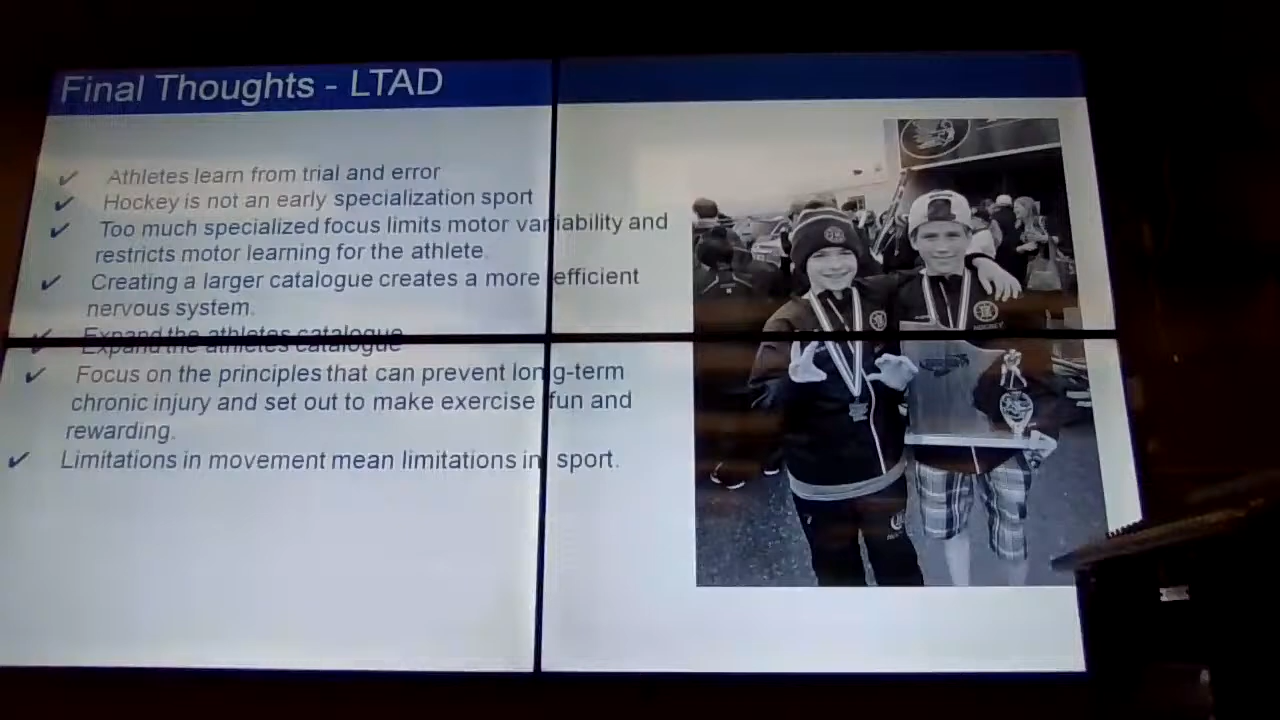 Final Thoughts - LTAD
✔ Athletes learn from trial and error
✔ Hockey is not an early specialization sport
✔ Too much specialized focus limits motor variability and
restricts motor learning for the athlete.
✔ Creating a larger catalogue creates a more efficient
nervous system.
✔ Expand the athletes catalogue
✔ Focus on the principles that can prevent long-term
chronic injury and set out to make exercise fun and
rewarding.
✔ Limitations in movement mean limitations in sport.
HOCKEY